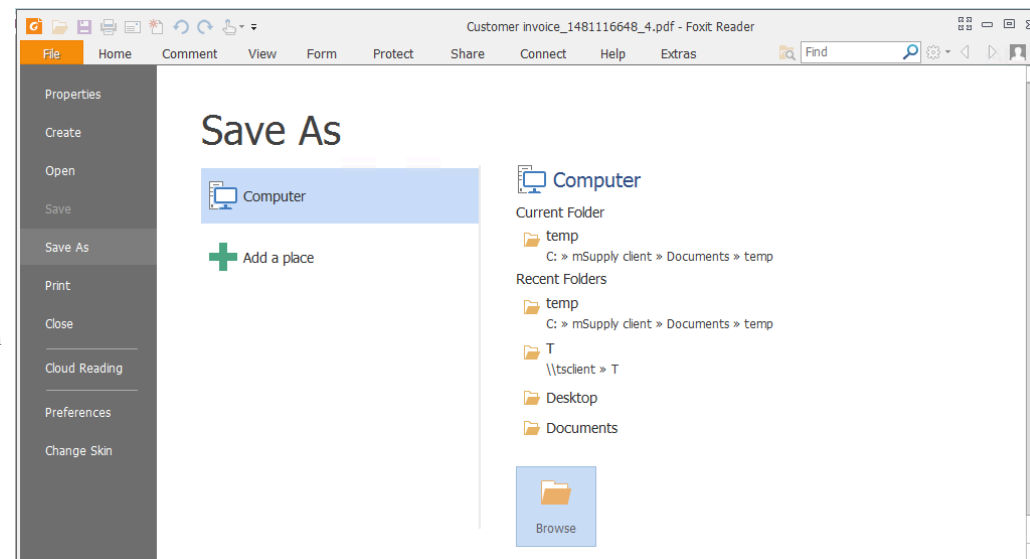 Customer invoice_1481116648_4.pdf - Foxit Reader
File Home Comment View Form Protect Share Connect Help Extras Find
Properties
Create
Open
Save
Save As
Print
Close
Cloud Reading
Preferences
Change Skin
Save As
Computer
Add a place
Computer
Current Folder
temp
C: » mSupply client » Documents » temp
Recent Folders
temp
C: » mSupply client » Documents » temp
T
\\tsclient » T
Desktop
Documents
Browse